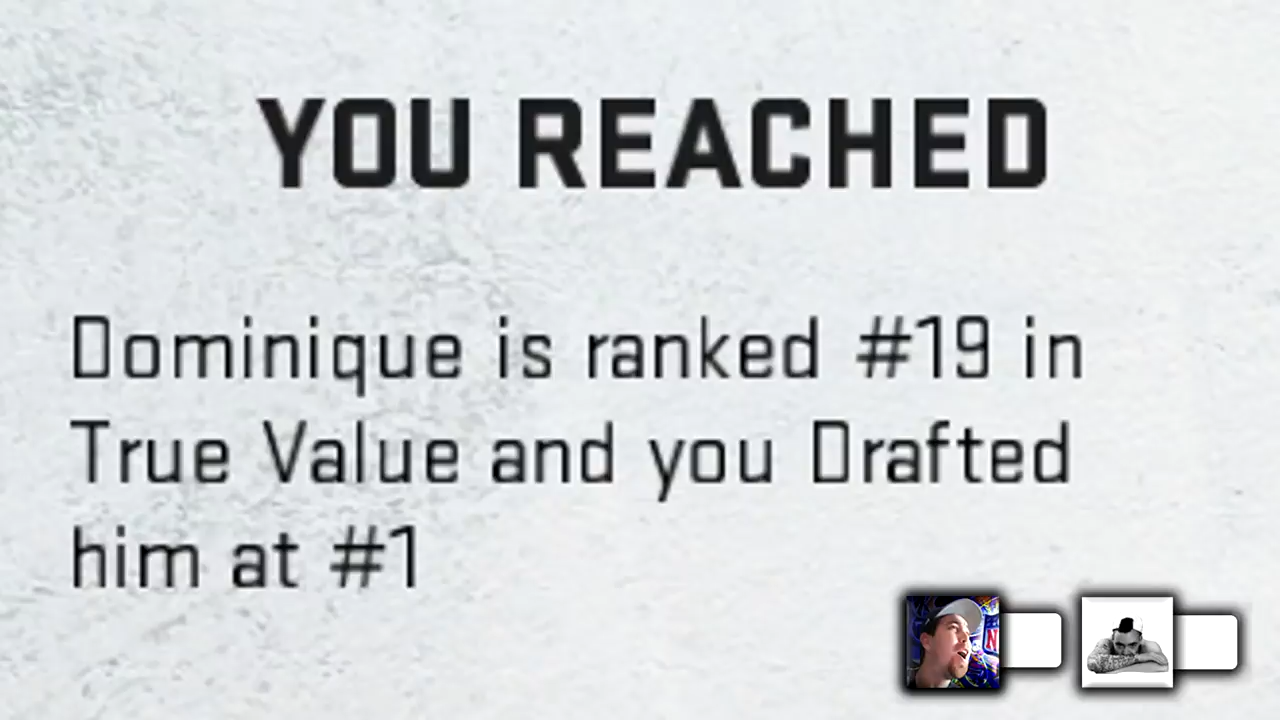 YOU REACHED
Dominique is ranked #19 in
True Value and you Drafted
him at #1
N